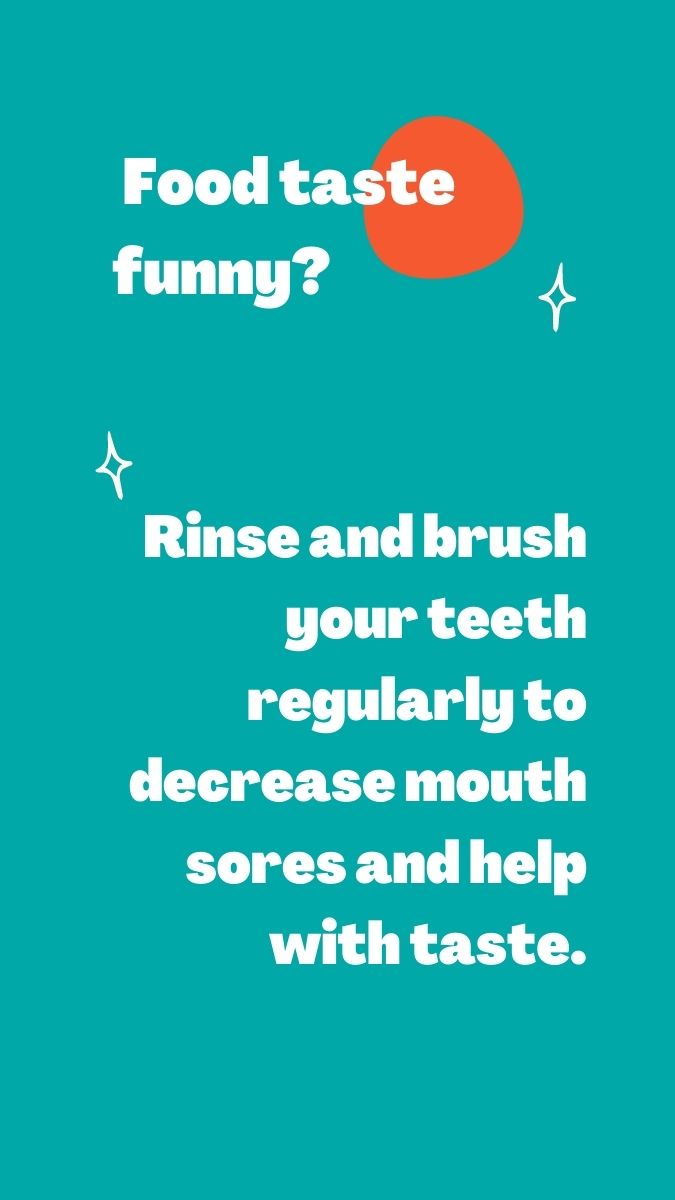 Food taste
funny?
Rinse and brush
your teeth
regularly to
decrease mouth
sores and help
with taste.